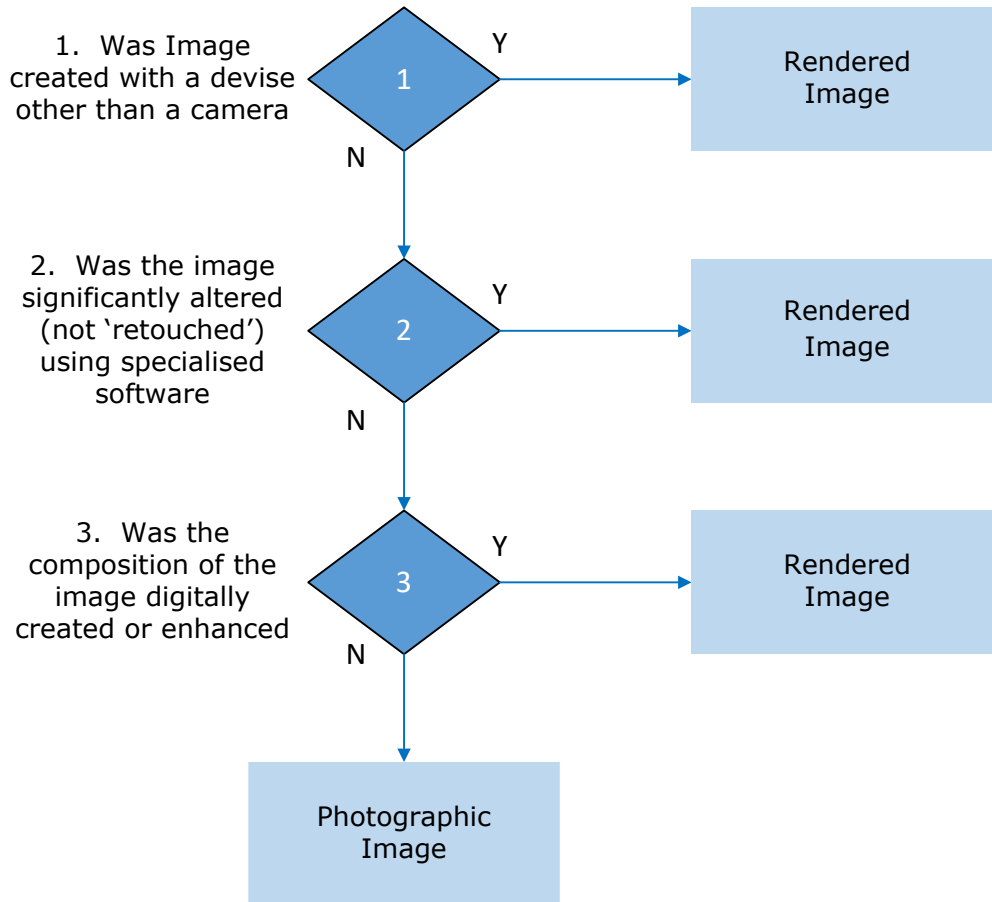 1.  Was Image
created with a devise
other than a camera
1
Y
Rendered
Image
N
2.  Was the image
significantly altered
(not ‘retouched’)
using specialised
software
2
Y
Rendered
Image
N
3.  Was the
composition of the
image digitally
created or enhanced
3
Y
Rendered
Image
N
Photographic
Image